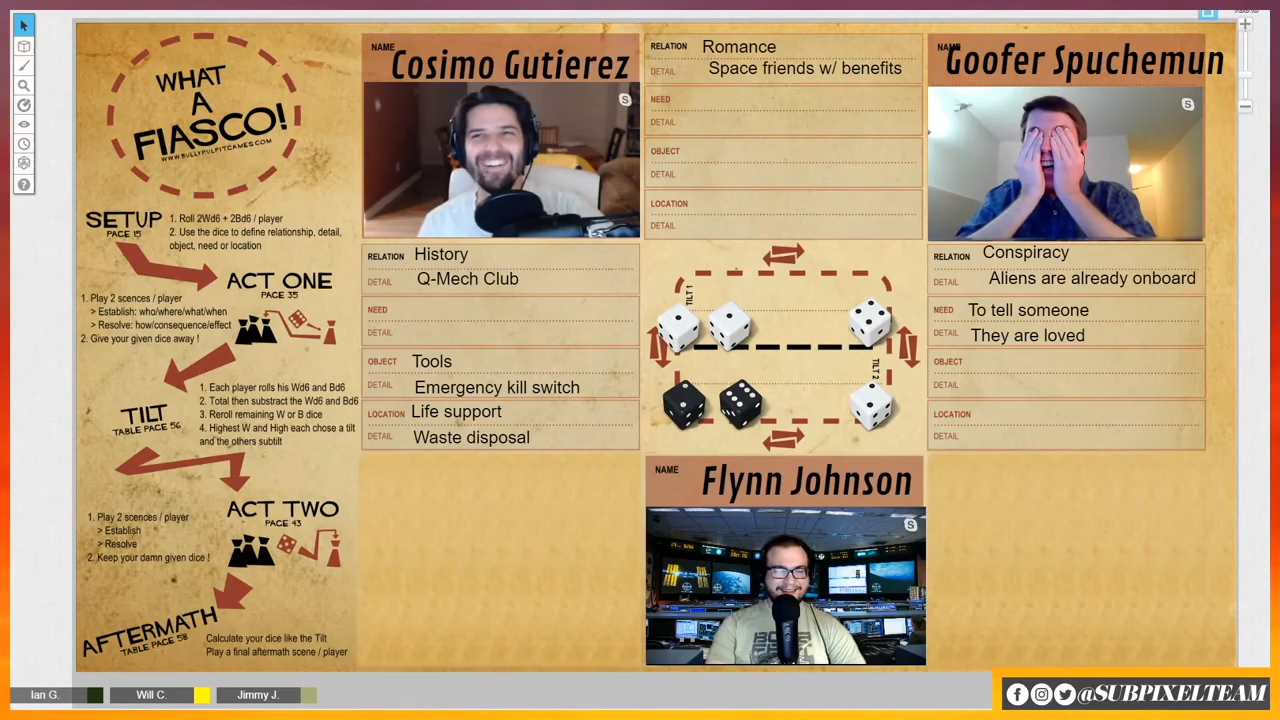 WHAT
A
FIASCO!
WWW.BULLYPULPITGAMES.COM
SETUP
PAGE 15
1. Roll 2Wd6 + 2Bd6 / player
2. Use the dice to define relationship, detail,
object, need or location
ACT ONE
PAGE 35
1. Play 2 scences / player
> Establish: who/where/what/when
> Resolve: how/consequence/effect
2. Give your given dice away !
TILT
TABLE PAGE 56
1. Each player rolls his Wd6 and Bd6
2. Total then substract the Wd6 and Bd6
3. Reroll remaining W or B dice
4. Highest W and High each chose a tilt
and the others subtilt
ACT TWO
PAGE 43
1. Play 2 scences / player
> Establish
> Resolve
2. Keep your damn given dice !
AFTERMATH
TABLE PAGE 58
Calculate your dice like the Tilt
Play a final aftermath scene / player
NAME
Cosimo Gutierez
RELATION Romance
DETAIL Space friends w/ benefits
NEED
DETAIL
OBJECT
DETAIL
LOCATION
DETAIL
NAME
Goofer Spuchemun
RELATION History
DETAIL Q-Mech Club
NEED
DETAIL
OBJECT Tools
DETAIL Emergency kill switch
LOCATION Life support
DETAIL Waste disposal
TILT 1
TILT 2
RELATION Conspiracy
DETAIL Aliens are already onboard
NEED To tell someone
DETAIL They are loved
OBJECT
DETAIL
LOCATION
DETAIL
NAME
Flynn Johnson
Ian G.
Will C.
Jimmy J.
@SUBPIXELTEAM